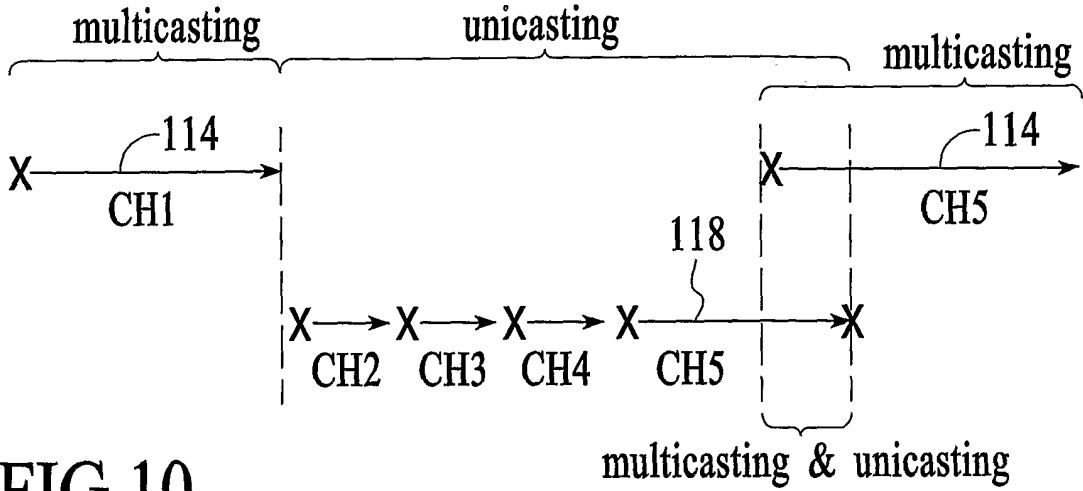 multicasting unicasting
multicasting
114 114
X X
CH1 CH5
118
X X X X X
CH2 CH3 CH4 CH5
multicasting & unicasting
FIG 10